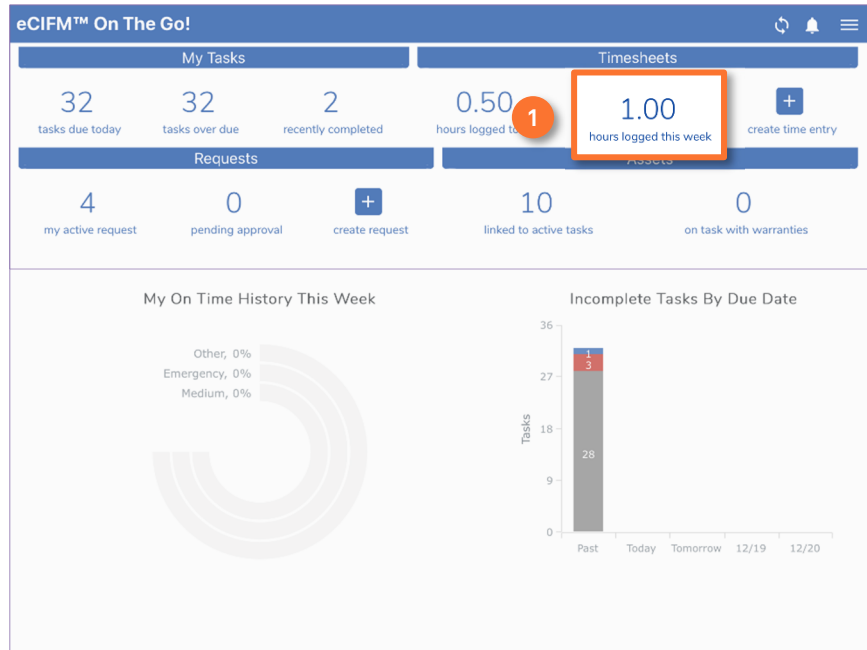 eCIFM™ On The Go!
My Tasks
Timesheets
32
32
2
0.50
1
1.00
+
tasks due today
tasks over due
recently completed
hours logged
hours logged this week
create time entry
Requests
Assets
4
0
+
10
0
my active request
pending approval
create request
linked to active tasks
on task with warranties
My On Time History This Week
Incomplete Tasks By Due Date
Other, 0%
Emergency, 0%
Medium, 0%
Tasks
36
27
18
9
0
1
3
28
Past
Today
Tomorrow
12/19
12/20